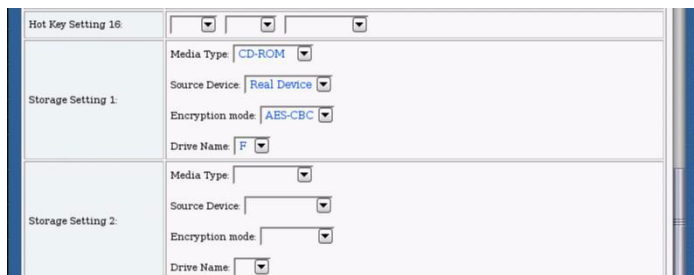 Hot Key Setting 16:
Media Type: CD-ROM
Source Device: Real Device
Storage Setting 1:
Encryption mode: AES-CBC
Drive Name: F
Media Type:
Source Device:
Storage Setting 2:
Encryption mode:
Drive Name: